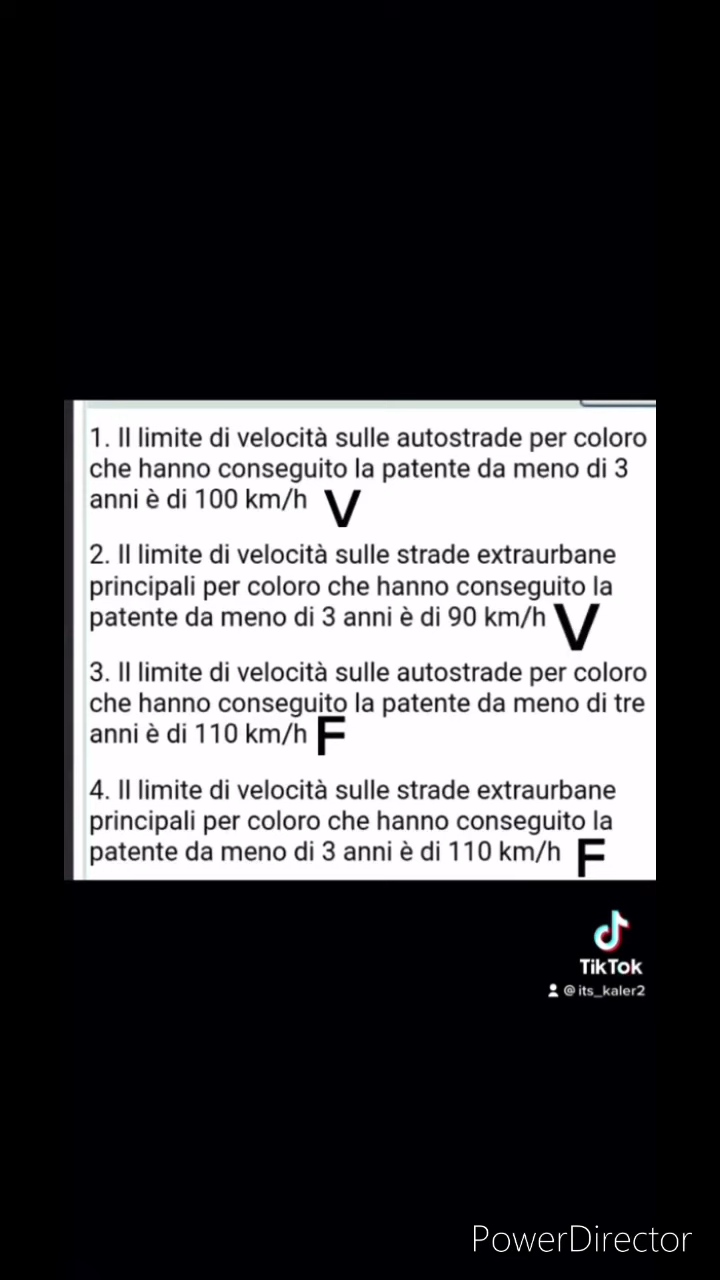 1. Il limite di velocità sulle autostrade per coloro
che hanno conseguito la patente da meno di 3
anni è di 100 km/h V
2. Il limite di velocità sulle strade extraurbane
principali per coloro che hanno conseguito la
patente da meno di 3 anni è di 90 km/h V
3. Il limite di velocità sulle autostrade per coloro
che hanno conseguito la patente da meno di tre
anni è di 110 km/h F
4. Il limite di velocità sulle strade extraurbane
principali per coloro che hanno conseguito la
patente da meno di 3 anni è di 110 km/h F
TikTok
@its_kaler2
PowerDirector